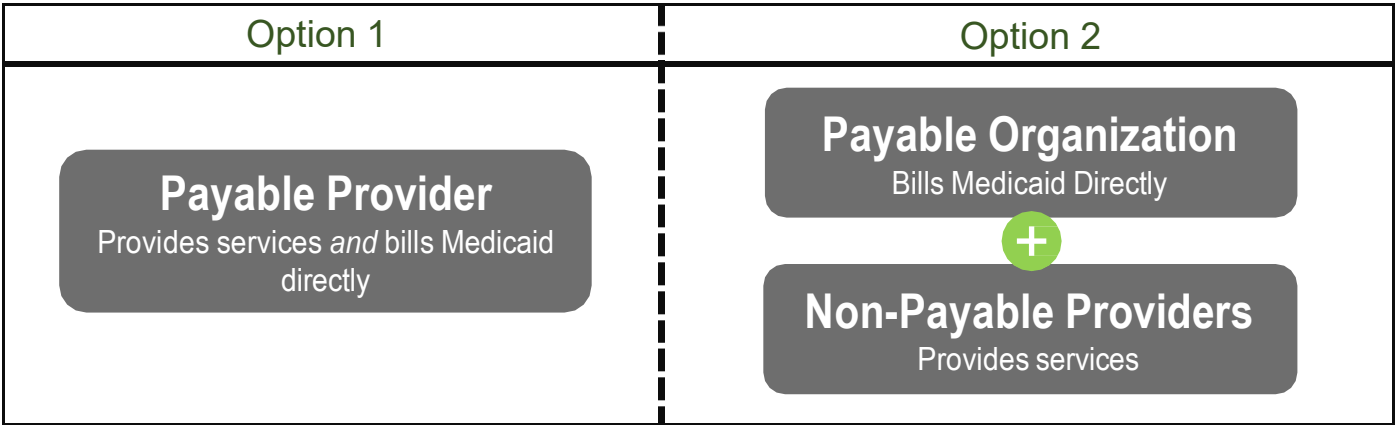 Option 1
Payable Provider
Provides services and bills Medicaid
directly
Option 2
Payable Organization
Bills Medicaid Directly
+
Non-Payable Providers
Provides services